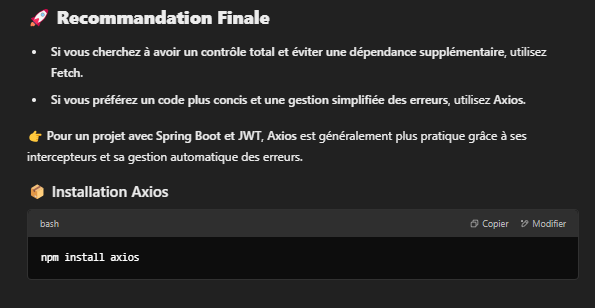 🚀 Recommandation Finale
• Si vous cherchez à avoir un contrôle total et éviter une dépendance supplémentaire, utilisez
Fetch.
• Si vous préférez un code plus concis et une gestion simplifiée des erreurs, utilisez Axios.
👉 Pour un projet avec Spring Boot et JWT, Axios est généralement plus pratique grâce à ses
intercepteurs et sa gestion automatique des erreurs.
📦 Installation Axios
bash Copier Modifier
npm install axios